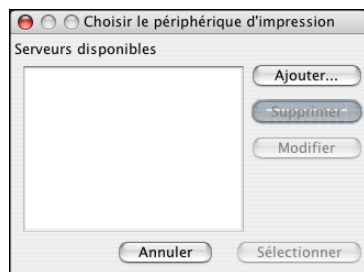 Choisir le périphérique d'impression
Serveurs disponibles
Ajouter...
Supprimer
Modifier
Annuler
Sélectionner